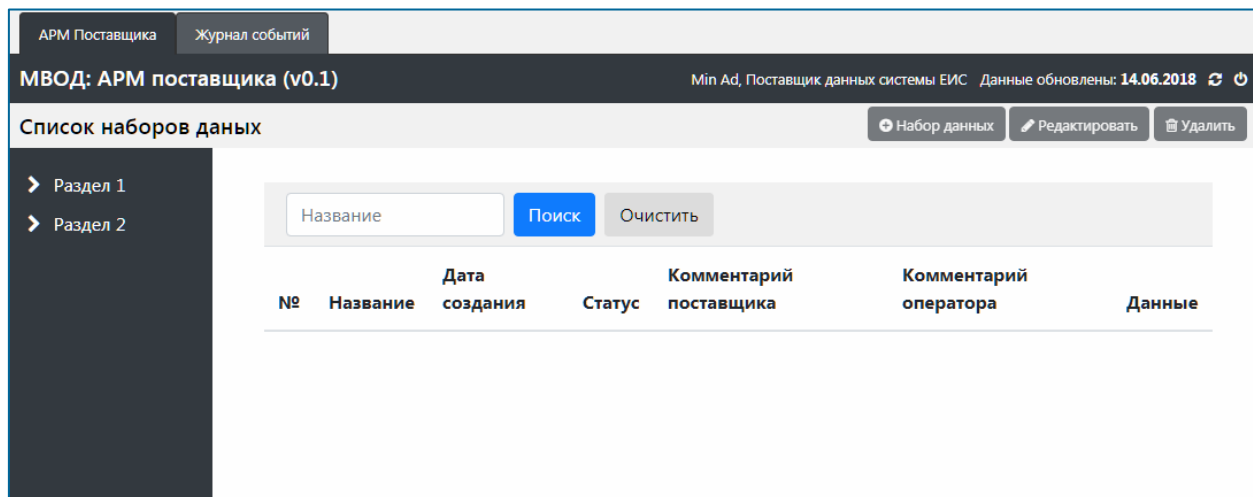 АРМ Поставщика Журнал событий
МВОД: АРМ поставщика (v0.1) Min Ad, Поставщик данных системы ЕИС Данные обновлены: 14.06.2018
Список наборов даных Набор данных Редактировать Удалить
Раздел 1
Раздел 2
Название Поиск Очистить
№ Название Дата создания Статус Комментарий поставщика Комментарий оператора Данные